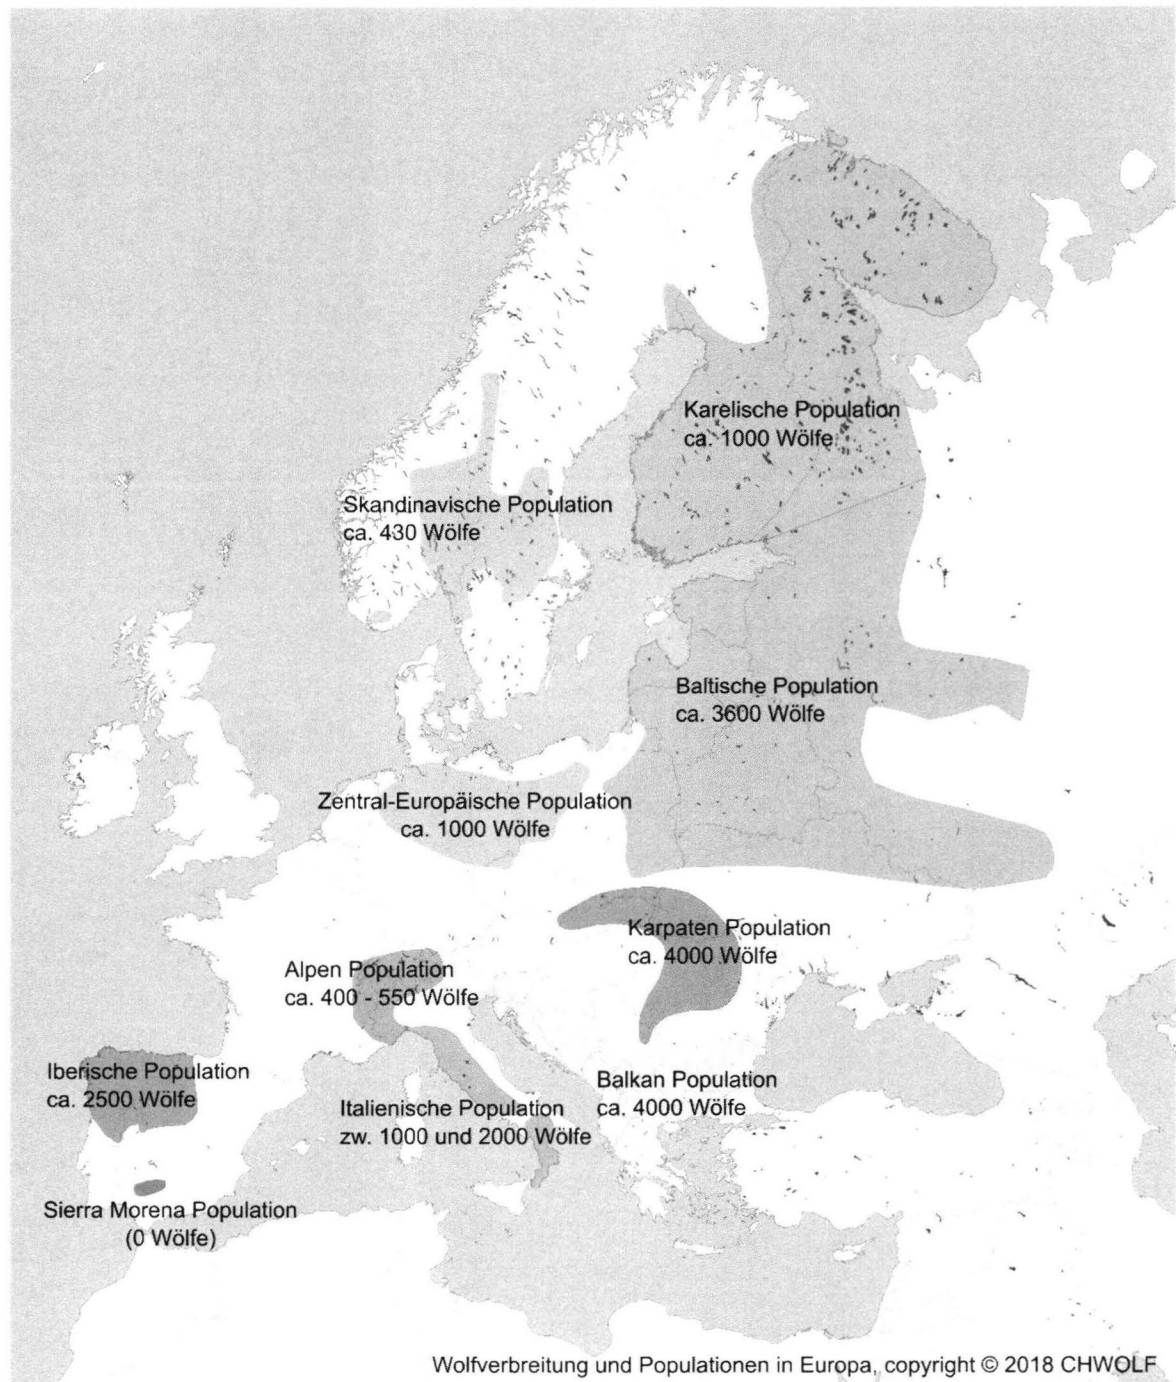 Karelische Population
ca. 1000 Wölfe
Skandinavische Population
ca. 430 Wölfe
Baltische Population
ca. 3600 Wölfe
Zentral-Europäische Population
ca. 1000 Wölfe
Karpaten Population
ca. 4000 Wölfe
Alpen Population
ca. 400 - 550 Wölfe
Iberische Population
ca. 2500 Wölfe
Balkan Population
ca. 4000 Wölfe
Italienische Population
zw. 1000 und 2000 Wölfe
Sierra Morena Population
(0 Wölfe)
Wolfverbreitung und Populationen in Europa, copyright © 2018 CHWOLF